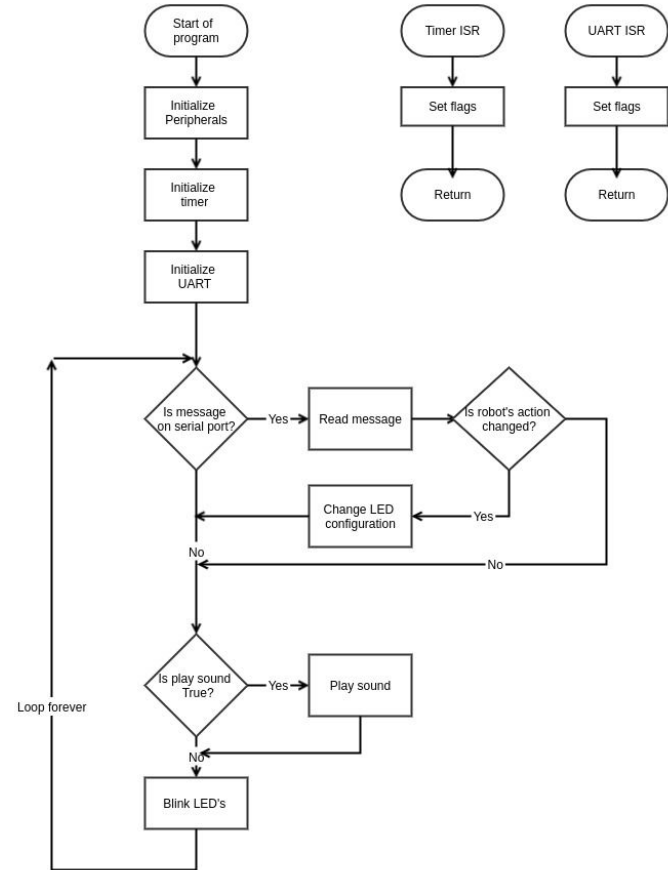 Start of
program
Timer ISR
UART ISR
Initialize
Peripherals
Set flags
Set flags
Initialize
timer
Return
Return
Initialize
UART
Is message
on serial port?
Yes
Read message
Is robot's action
changed?
Change LED
configuration
Yes
No
No
Is play sound
True?
Yes
Play sound
Loop forever
No
Blink LED's